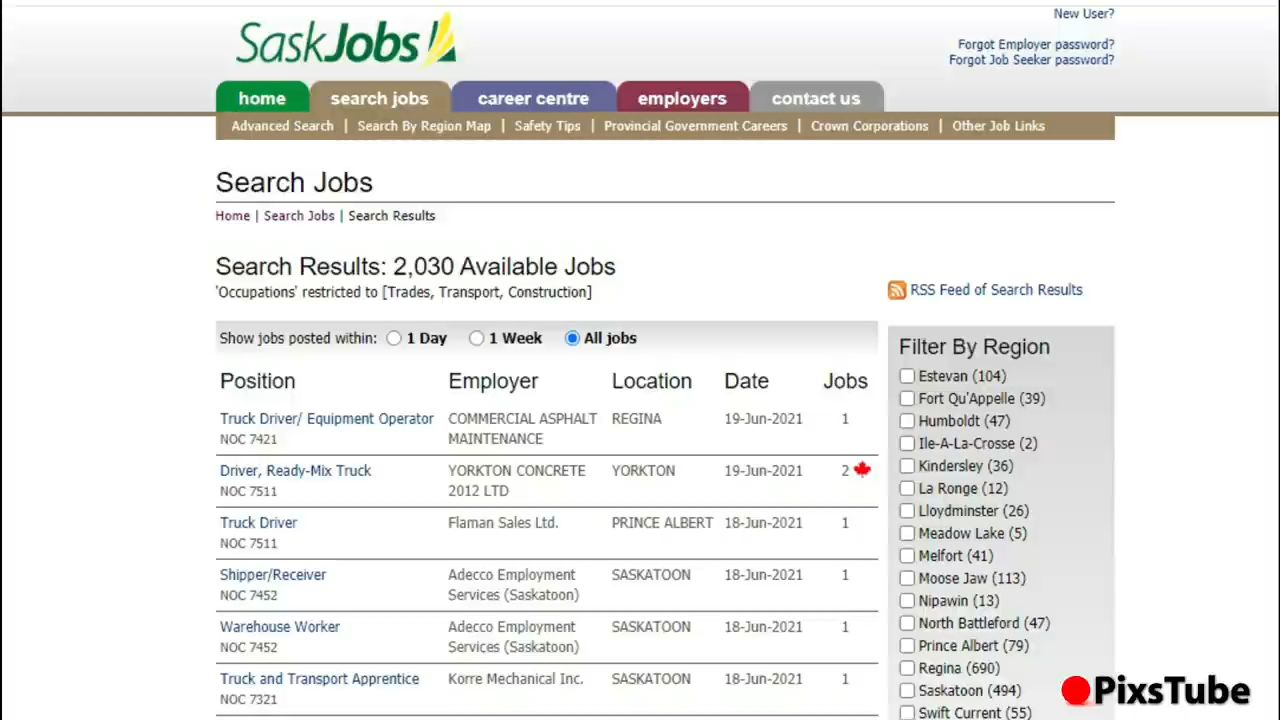 SaskJobs
New User?
Forgot Employer password?
Forgot Job Seeker password?
home
search jobs
career centre
employers
contact us
Advanced Search | Search By Region Map | Safety Tips | Provincial Government Careers | Crown Corporations | Other Job Links
Search Jobs
Home | Search Jobs | Search Results
Search Results: 2,030 Available Jobs
'Occupations' restricted to [Trades, Transport, Construction]
RSS Feed of Search Results
Show jobs posted within: 1 Day 1 Week All jobs
Position Employer Location Date Jobs
Truck Driver/ Equipment Operator COMMERCIAL ASPHALT REGINA 19-Jun-2021 1
NOC 7421 MAINTENANCE
Driver, Ready-Mix Truck YORKTON CONCRETE YORKTON 19-Jun-2021 2
NOC 7511 2012 LTD
Truck Driver Flaman Sales Ltd. PRINCE ALBERT 18-Jun-2021 1
NOC 7511
Shipper/Receiver Adecco Employment SASKATOON 18-Jun-2021 1
NOC 7452 Services (Saskatoon)
Warehouse Worker Adecco Employment SASKATOON 18-Jun-2021 1
NOC 7452 Services (Saskatoon)
Truck and Transport Apprentice Korre Mechanical Inc. SASKATOON 18-Jun-2021 1
NOC 7321
Filter By Region
Estevan (104)
Fort Qu'Appelle (39)
Humboldt (47)
Ile-A-La-Crosse (2)
Kindersley (36)
La Ronge (12)
Lloydminster (26)
Meadow Lake (5)
Melfort (41)
Moose Jaw (113)
Nipawin (13)
North Battleford (47)
Prince Albert (79)
Regina (690)
Saskatoon (494)
Swift Current (55)
PixsTube